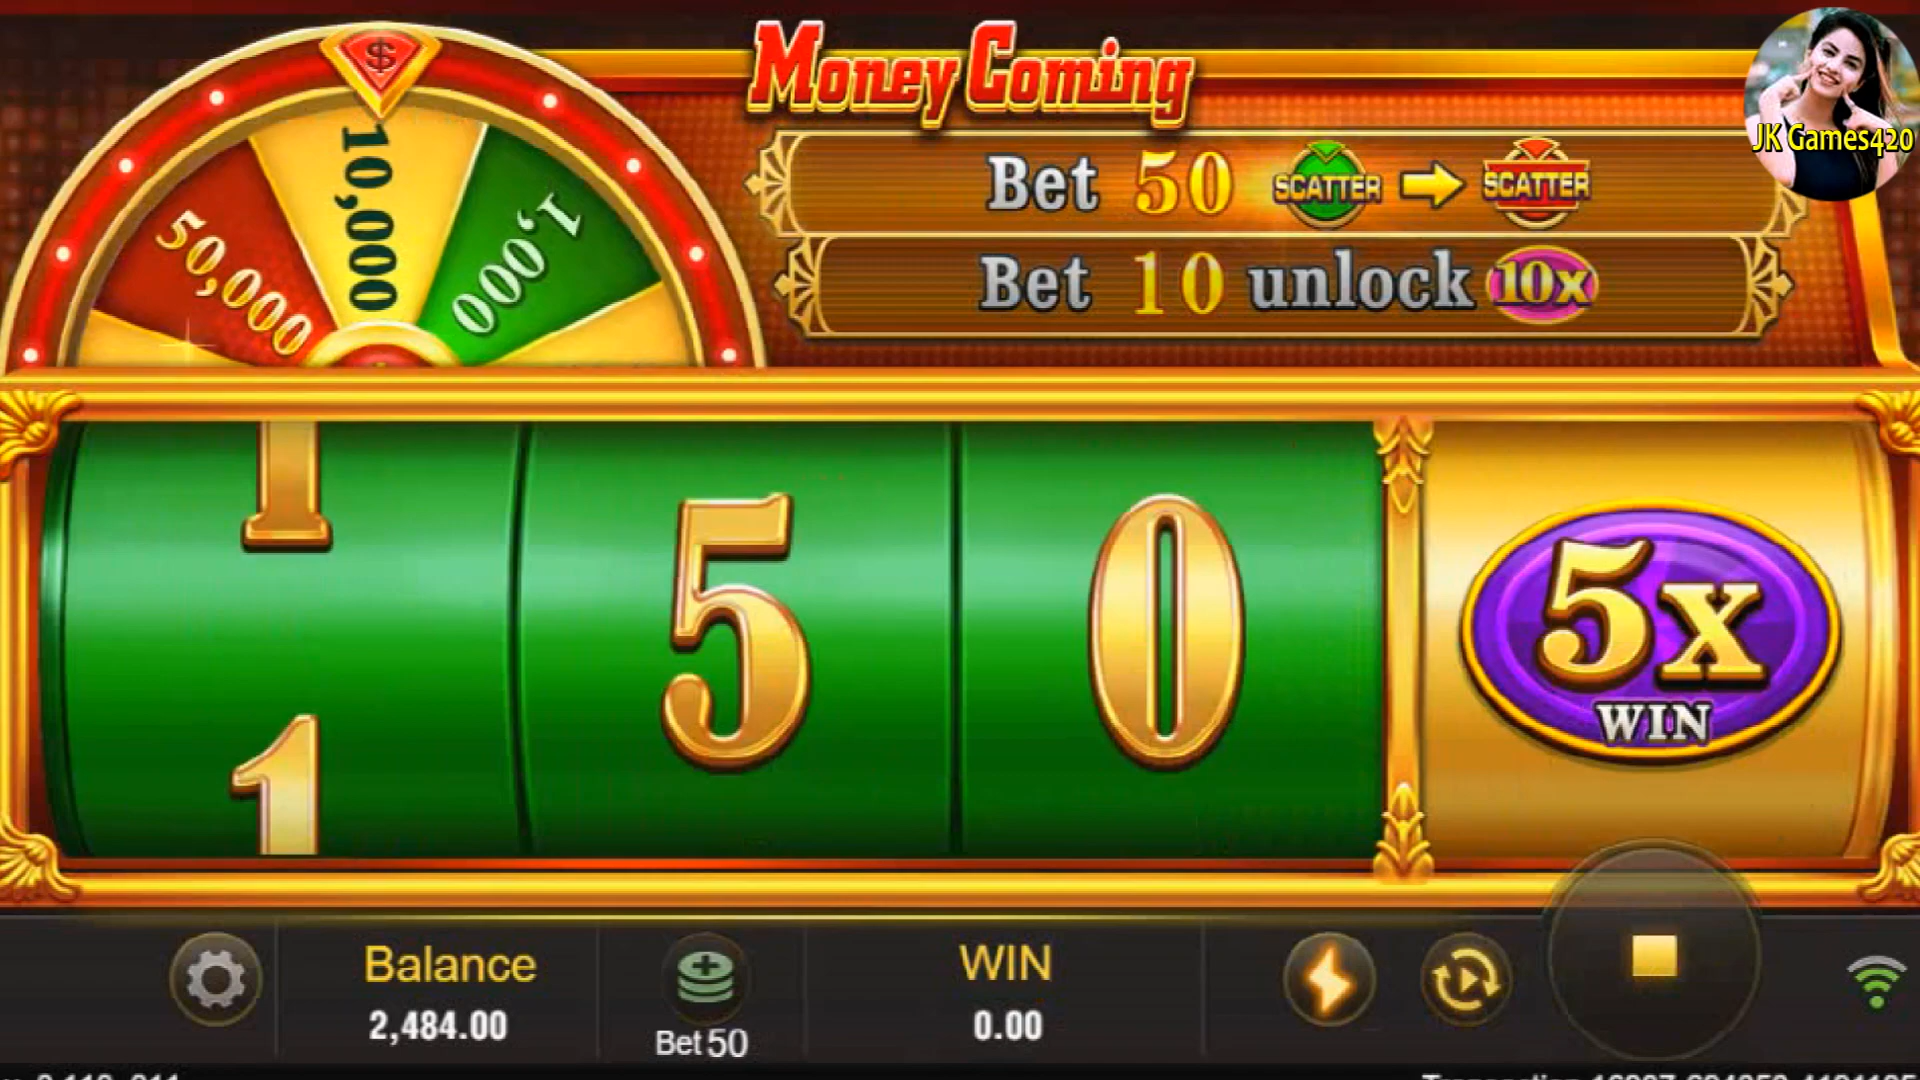 $
Money Coming
JK Games420
50,000
10,000
1,000
Bet 50 SCATTER SCATTER
Bet 10 unlock 10x
1
5
0
5x
WIN
1
Balance
2,484.00
Bet 50
WIN
0.00